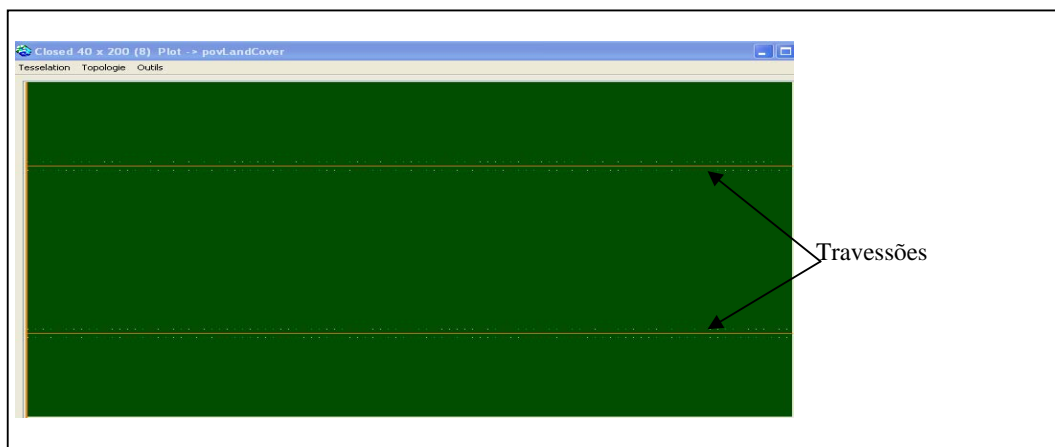 Closed 40 x 200 (8) Plot -> povLandCover
Tesselation Topologie Outils
Travessões